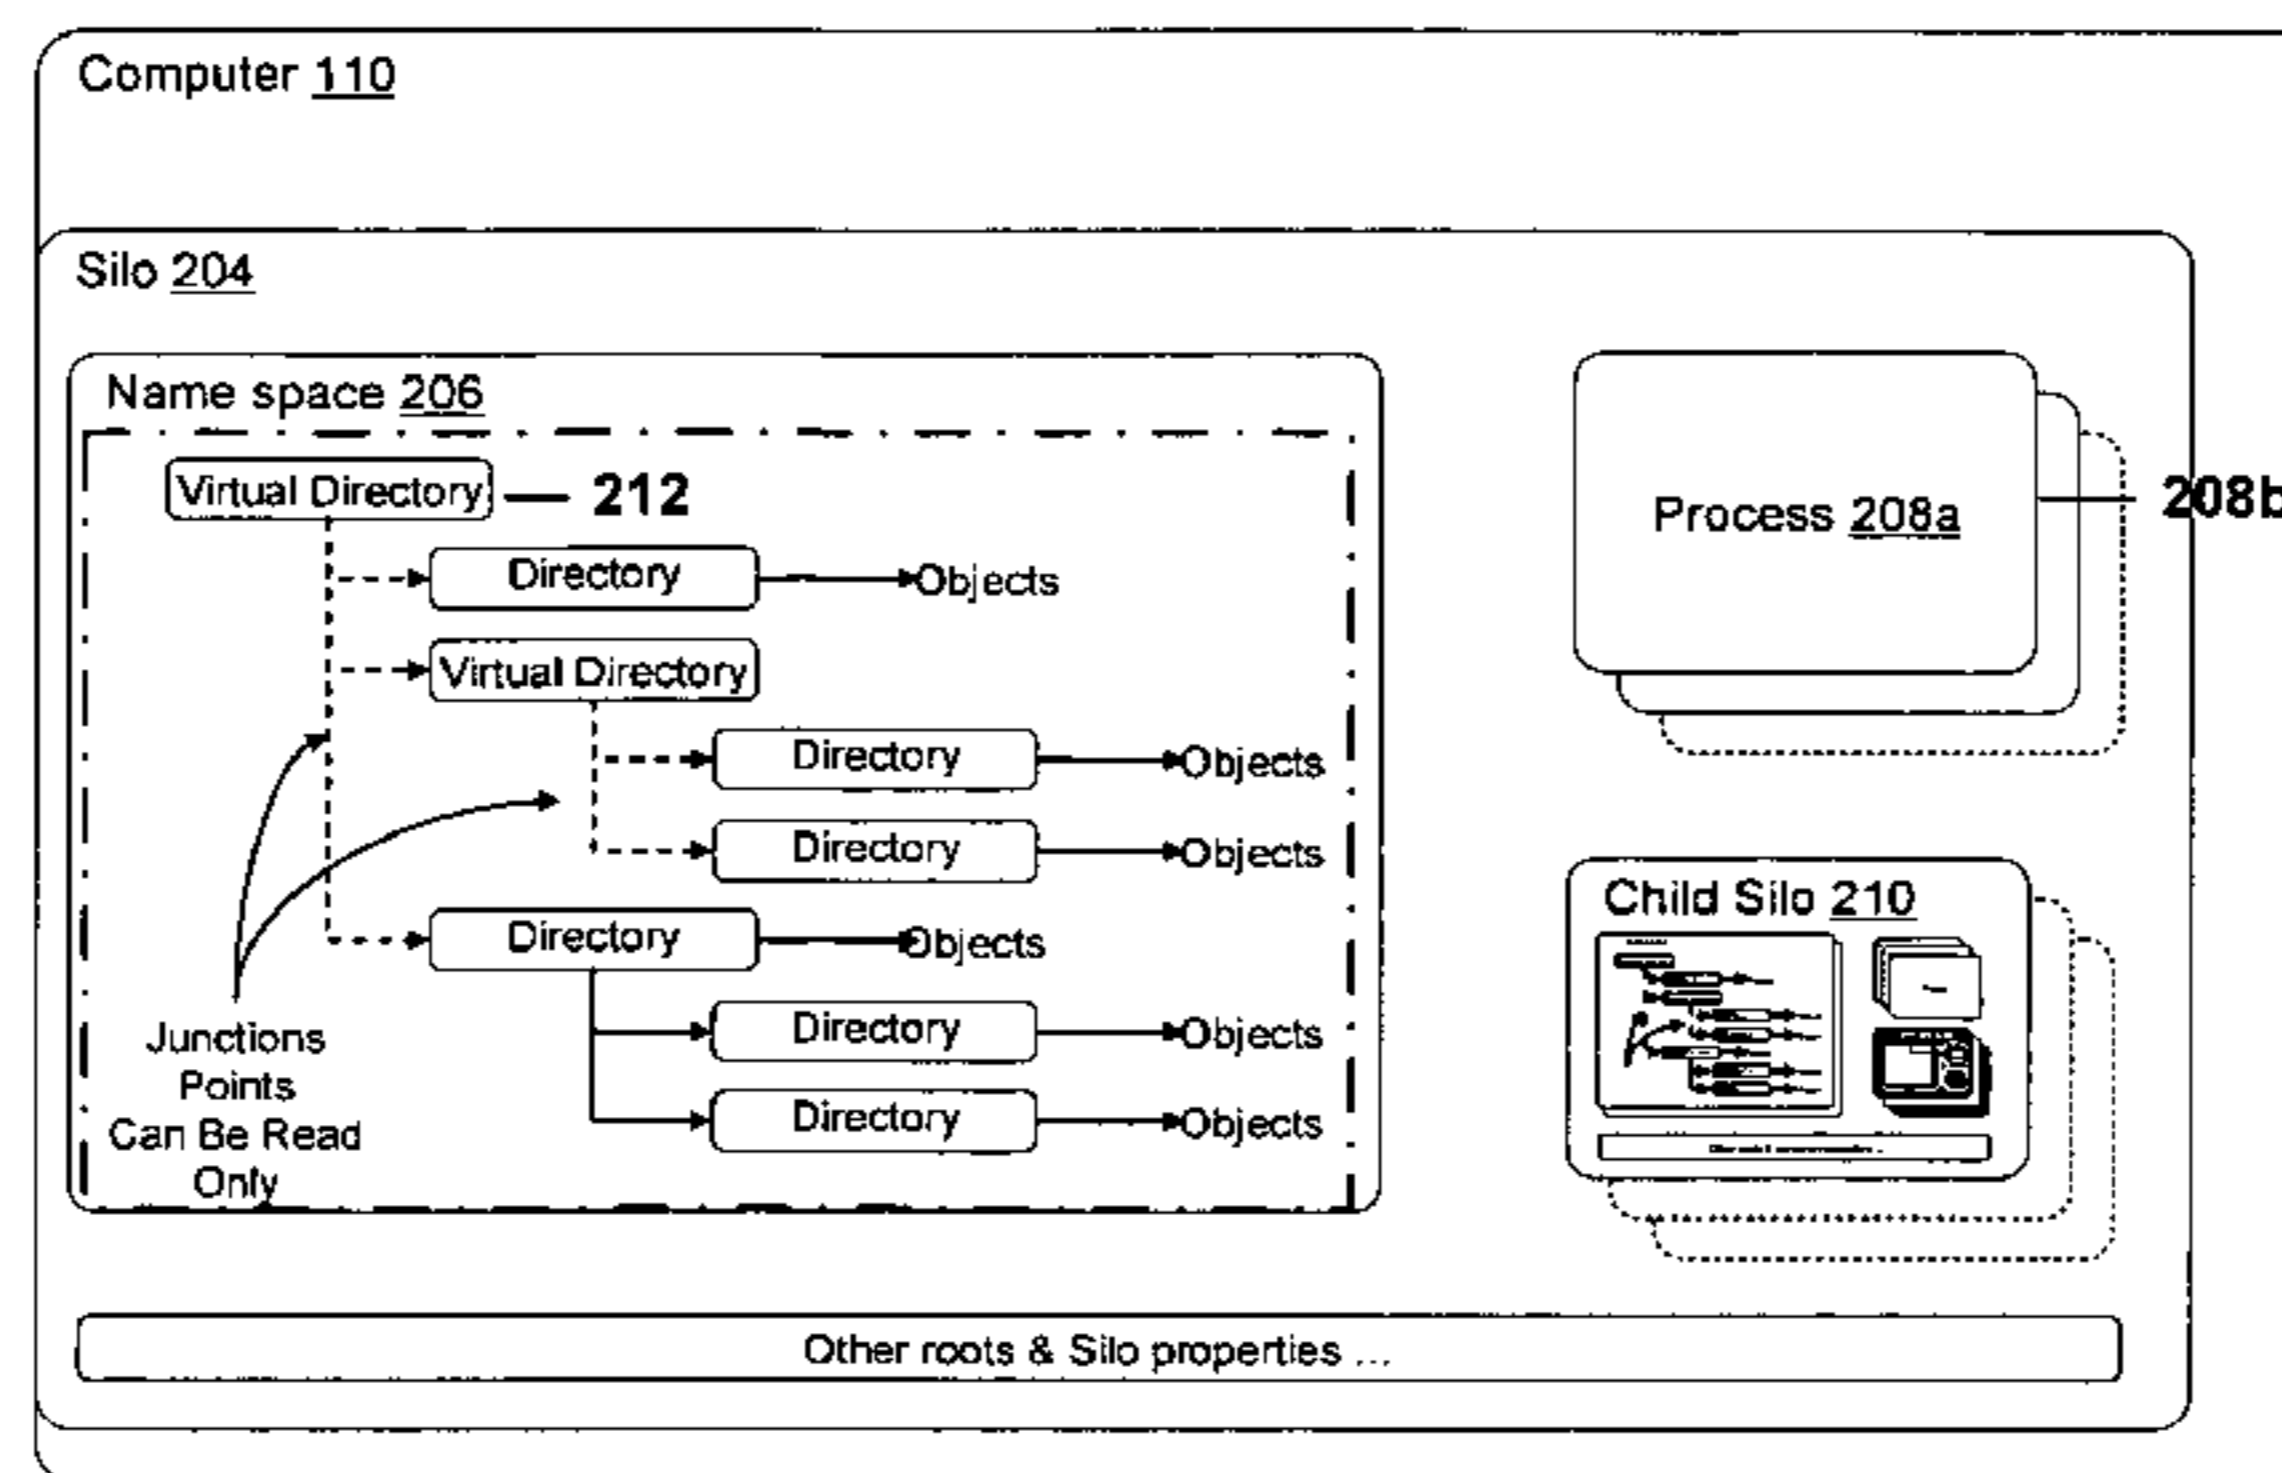 Computer 110
Silo 204
Name space 206
Virtual Directory
212
Directory
Objects
Virtual Directory
Directory
Objects
Directory
Objects
Directory
Objects
Directory
Objects
Directory
Objects
Junctions
Points
Can Be Read
Only
Process 208a
208b
Child Silo 210
Other roots & Silo properties ...